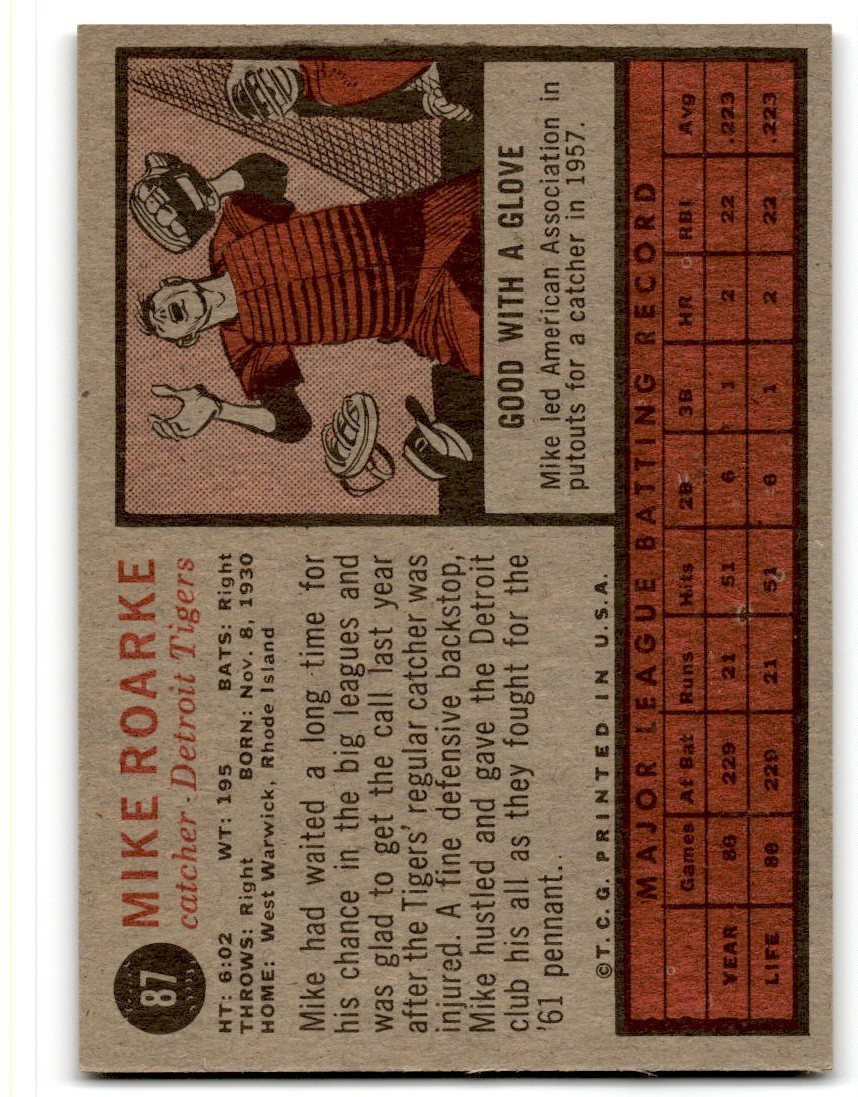 87
MIKE ROARKE
catcher-Detroit Tigers
HT: 6:02 WT: 195 BATS: Right
THROWS: Right BORN: Nov. 8, 1930
HOME: West Warwick, Rhode Island
Mike had waited a long time for
his chance in the big leagues and
was glad to get the call last year
after the Tigers' regular catcher was
injured. A fine defensive backstop,
Mike hustled and gave the Detroit
club his all as they fought for the
'61 pennant.
©T.C.G. PRINTED IN U.S.A.
GOOD WITH A GLOVE
Mike led American Association in
putouts for a catcher in 1957.
MAJOR LEAGUE BATTING RECORD
Games At Bat Runs Hits 2B 3B HR RBI Avg
YEAR 86 229 21 51 6 1 2 22 .223
LIFE 86 229 21 51 6 1 2 22 .223